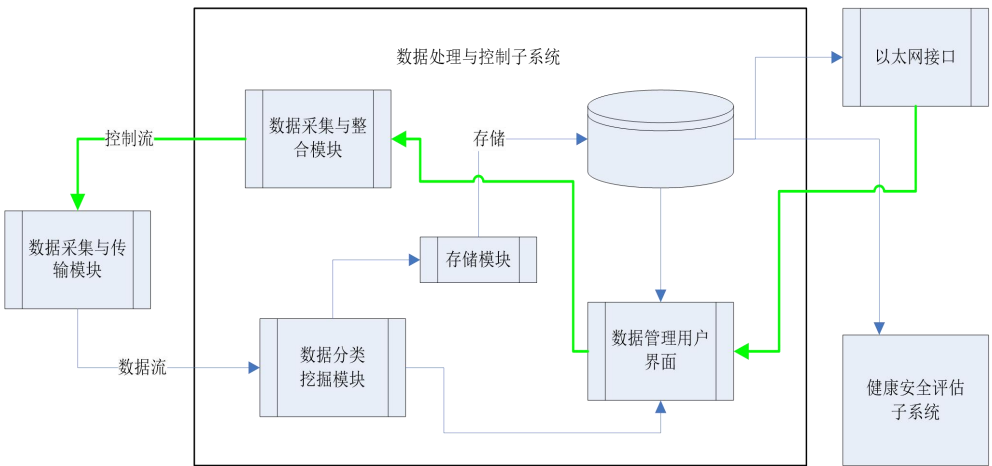 数据处理与控制子系统
以太网接口
数据采集与整
合模块
控制流
存储
数据采集与传
输模块
存储模块
数据管理用户
界面
数据分类
挖掘模块
数据流
健康安全评估
子系统